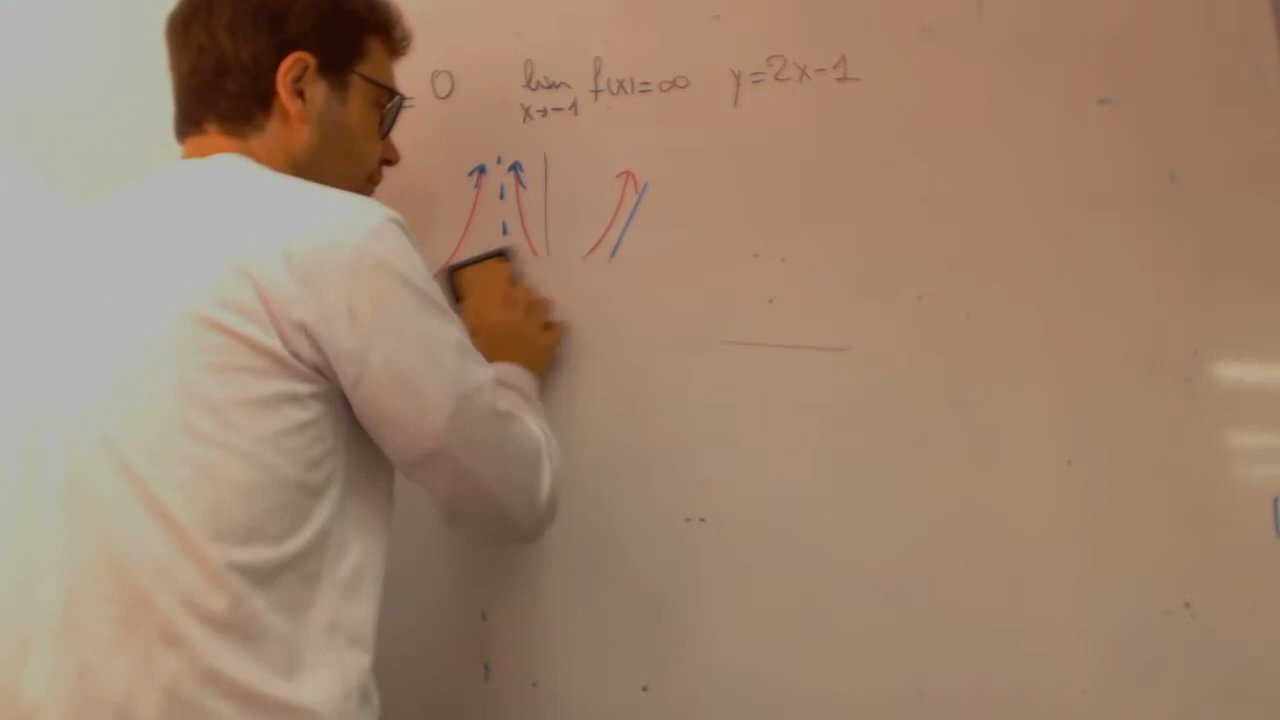 = 0 lim f(x)=∞ y=2x-1
x→-1